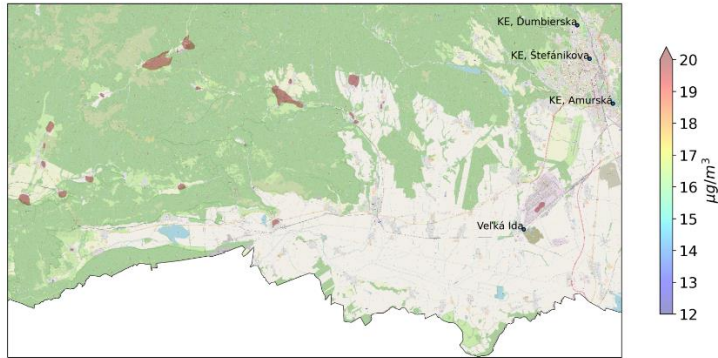 KE, Ďumbierska
KE, Štefánikova
KE, Amurská
Veľká Ida
20
19
18
17
16
15
14
13
12
μg/m³